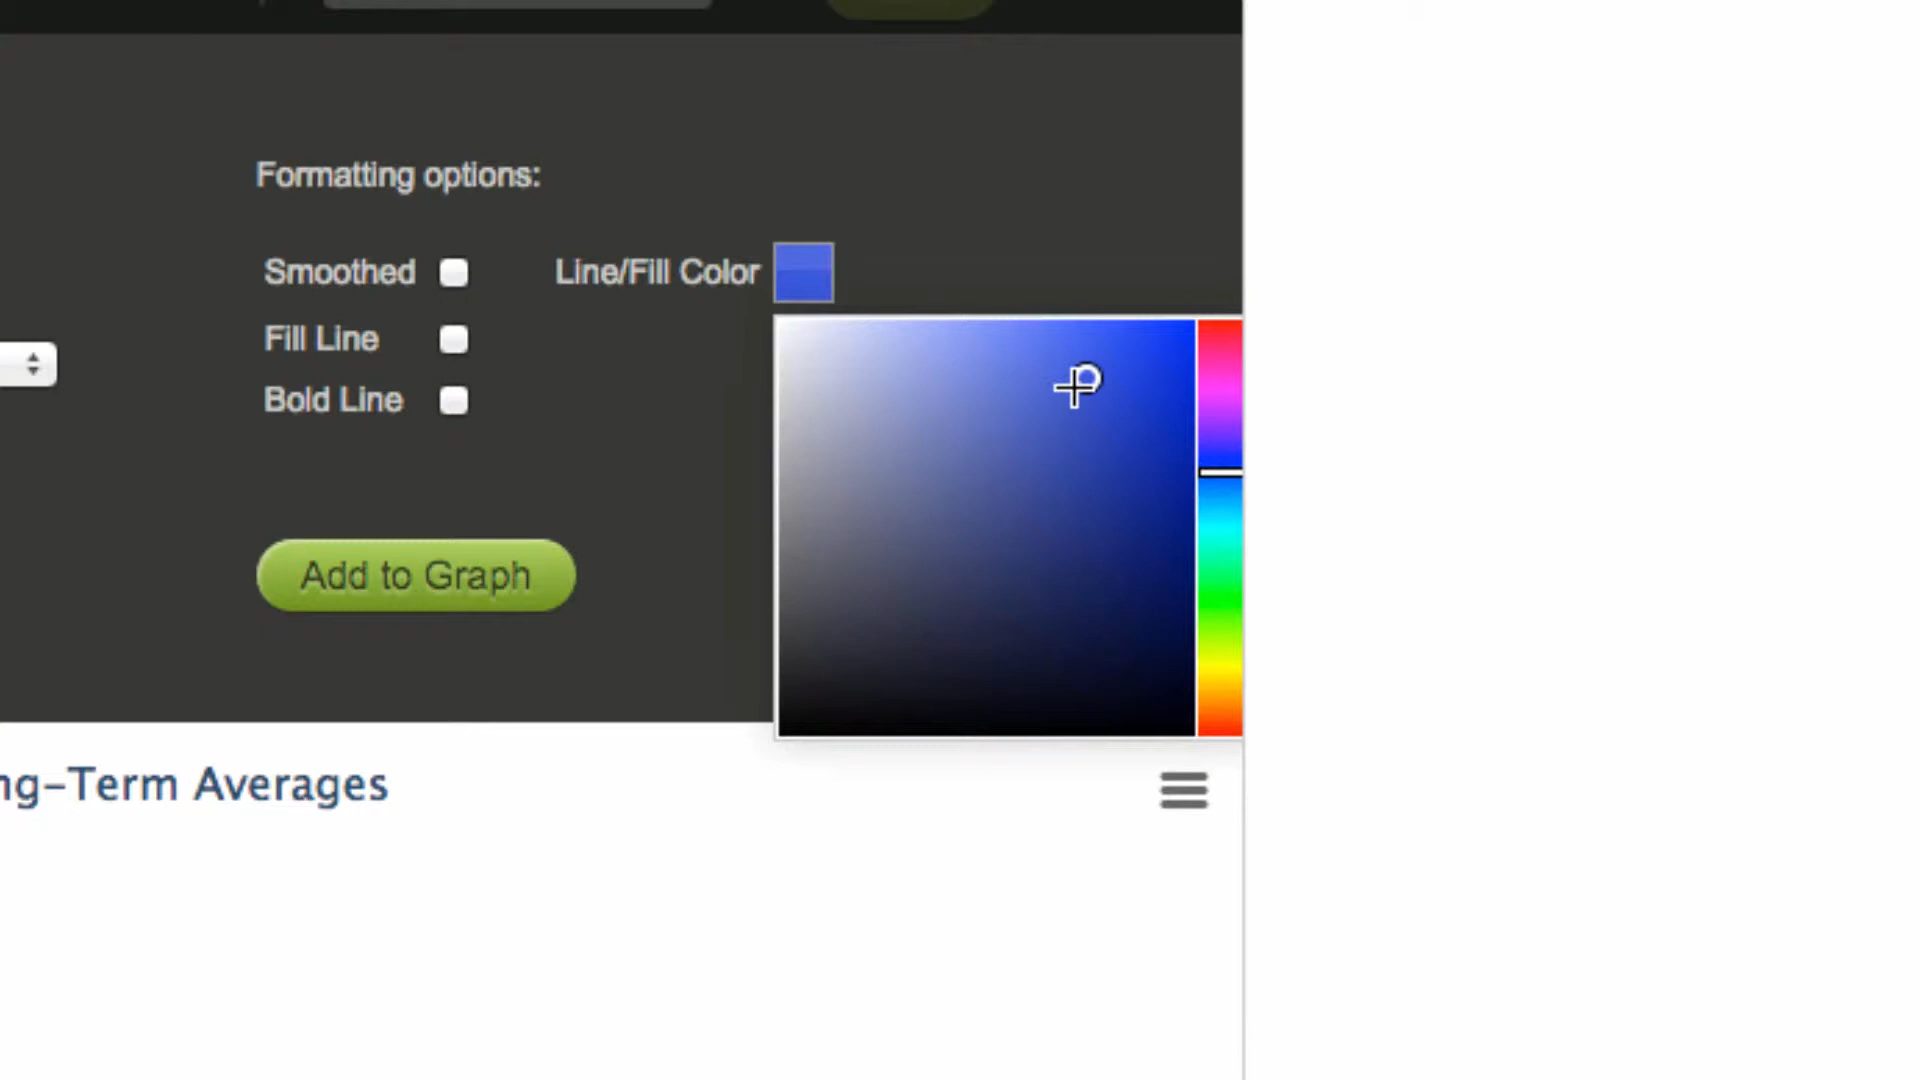 Formatting options:
Smoothed
Line/Fill Color
Fill Line
Bold Line
Add to Graph
ng-Term Averages